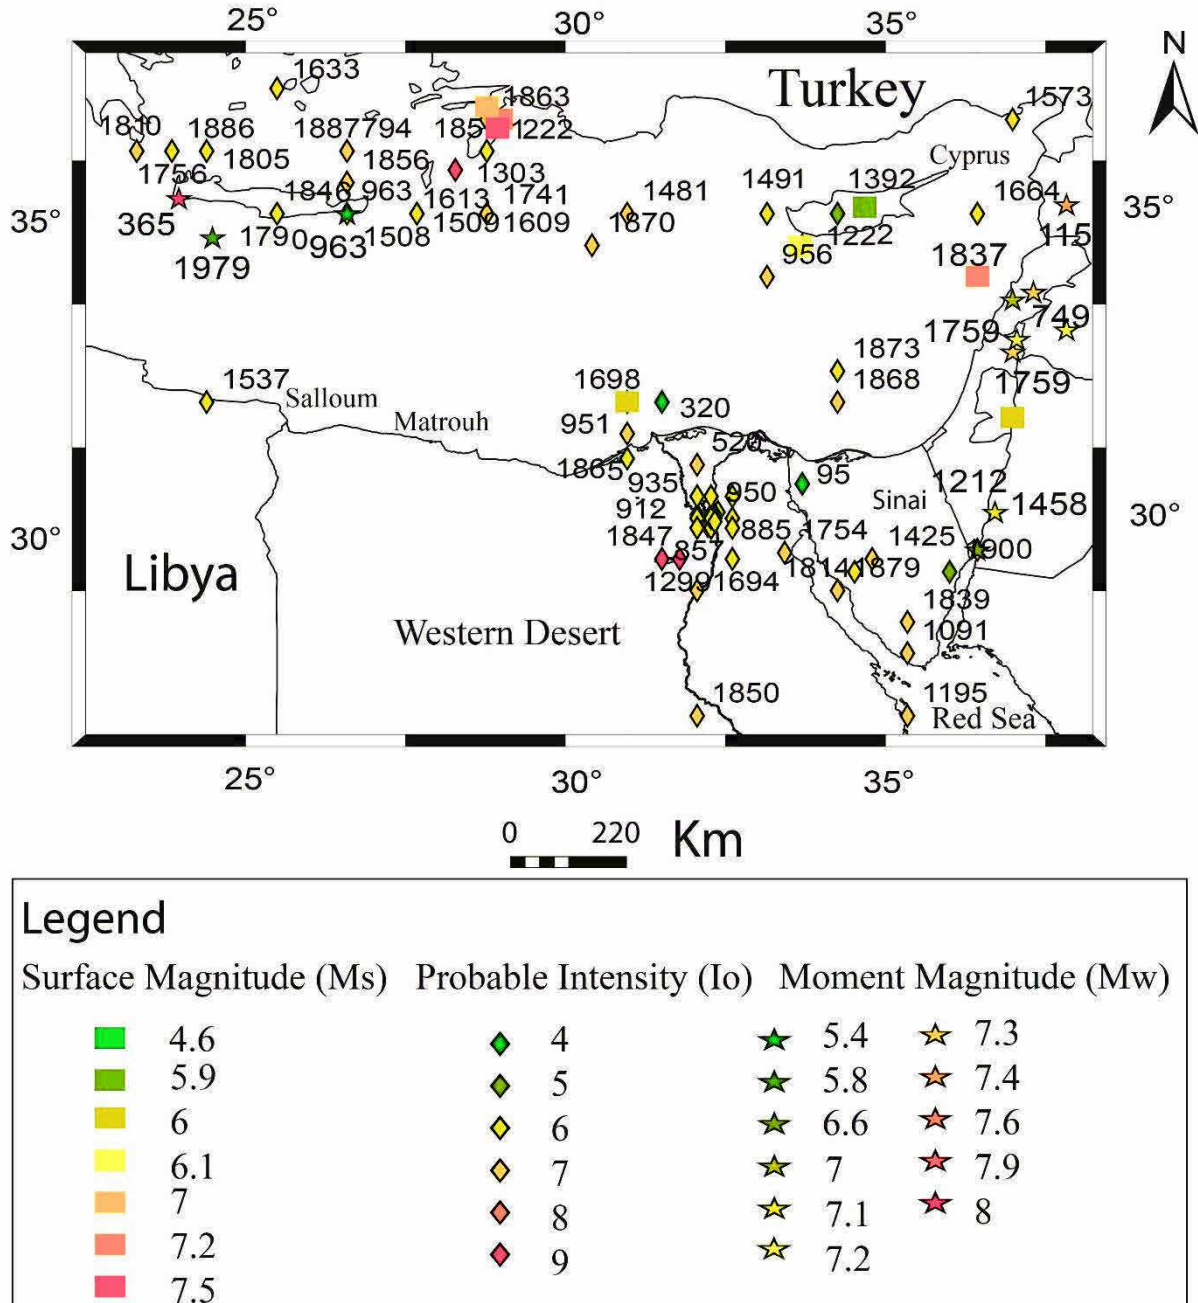 25° 30° 35°
N
1633
Turkey
1863
1573
1810 1886 1887 794 185 1222
1805 1856
Cyprus
1756 1303
1846 963 1613 1741 1481 1491 1392 1664
35° 365 1790 963 1508 1509 1609 1870 1222 115 35°
1979 956 1837
1759 749
1873
1537 1698 1868 1759
Salloum
951 320
Matrouh
520
1865 935 950 95 1212
Sinai
1458
30° 912 30°
1847 857 885 1754 1425 1900
Libya 1299 1694 1814 1879
1839
Western Desert 1091
1850 1195
Red Sea
25° 30° 35°
0 220 Km
Legend
Surface Magnitude (Ms) Probable Intensity (Io) Moment Magnitude (Mw)
4.6 4 5.4 7.3
5.9 5 5.8 7.4
6 6 6.6 7.6
6.1 7 7 7.9
7 8 7.1 8
7.2 9 7.2
7.5